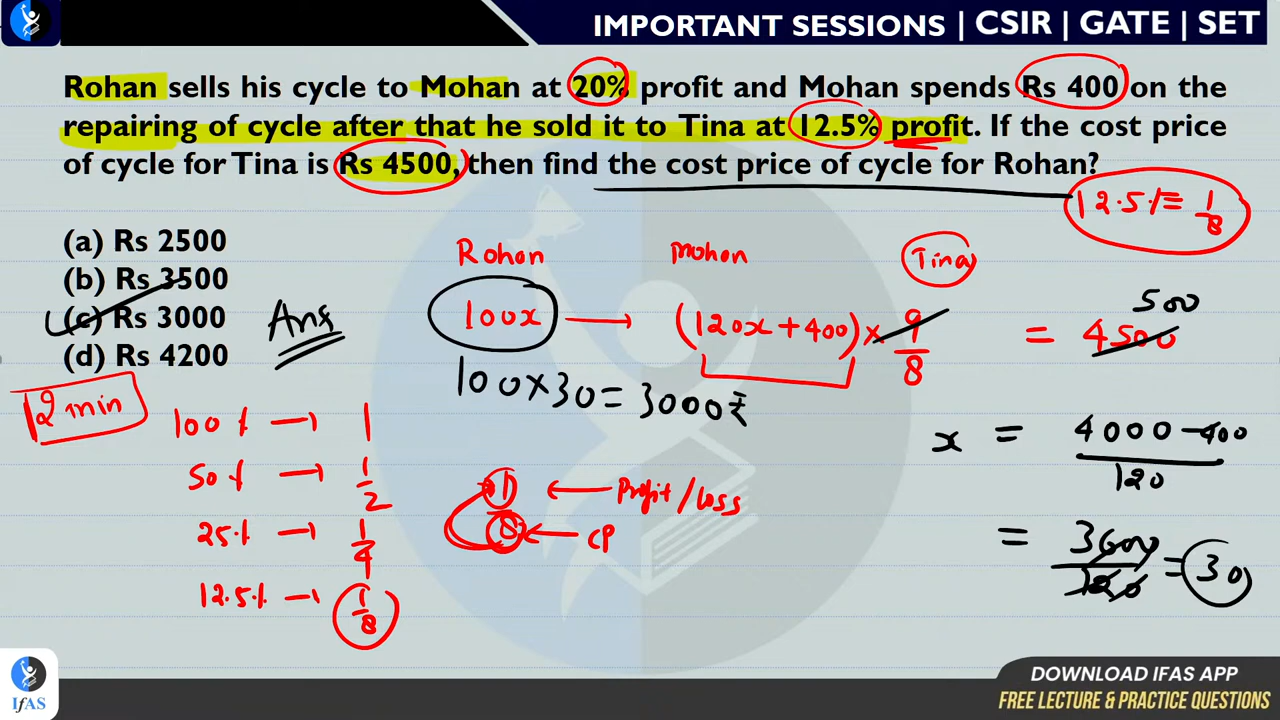 IMPORTANT SESSIONS | CSIR | GATE | SET
Rohan sells his cycle to Mohan at 20% profit and Mohan spends Rs 400 on the
repairing of cycle after that he sold it to Tina at 12.5% profit. If the cost price
of cycle for Tina is Rs 4500, then find the cost price of cycle for Rohan?
12.5% = 1/8
(a) Rs 2500
(b) Rs 3500
(c) Rs 3000
(d) Rs 4200
Ans
Rohan Mohan Tina
100x → (120x + 400) × 9/8 = 4500
500
100 × 30 = 3000₹
2 min
100% → 1
50% → 1/2
25% → 1/4
12.5% → 1/8
1 ← Profit/loss
8 ← CP
x = 4000 - 400 / 120
= 3600/120 = 30
IFAS
DOWNLOAD IFAS APP
FREE LECTURE & PRACTICE QUESTIONS